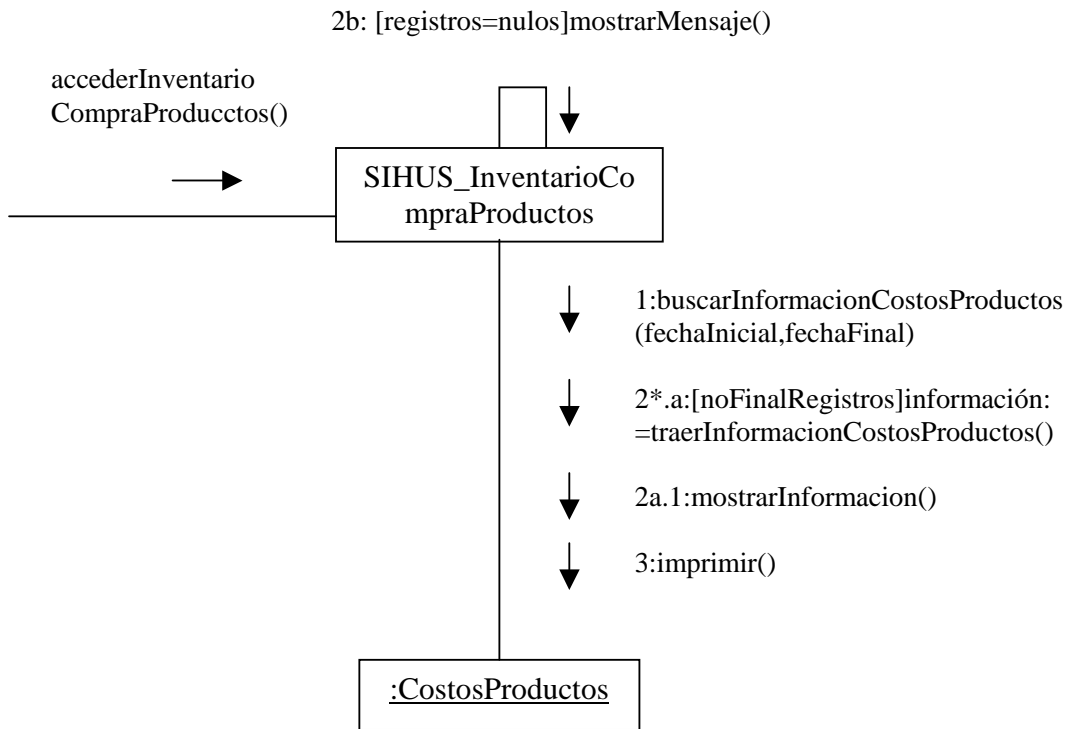 2b: [registros=nulos]mostrarMensaje()
accederInventario
CompraProducctos()
SIHUS_InventarioCo
mpraProductos
1:buscarInformacionCostosProductos
(fechaInicial,fechaFinal)
2*.a:[noFinalRegistros]información:
=traerInformacionCostosProductos()
2a.1:mostrarInformacion()
3:imprimir()
:CostosProductos